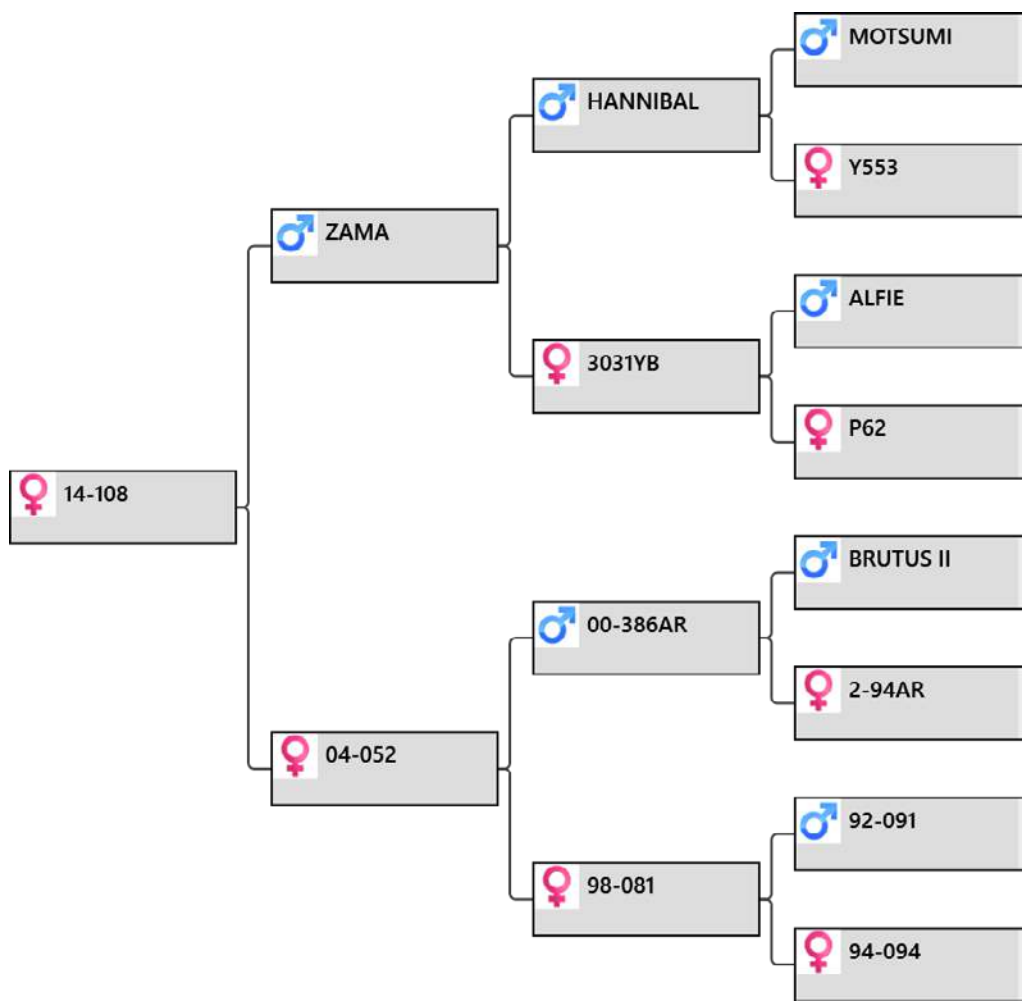 MOTSUMI
HANNIBAL
Y553
ZAMA
ALFIE
3031YB
P62
14-108
BRUTUS II
00-386AR
2-94AR
04-052
92-091
98-081
94-094